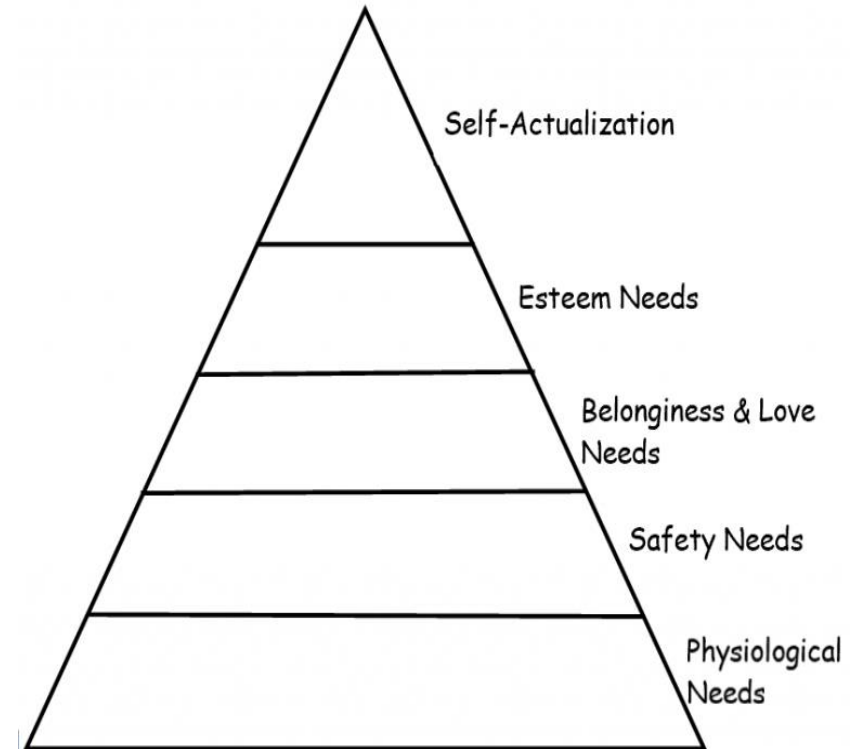 Self-Actualization
Esteem Needs
Belonginess & Love
Needs
Safety Needs
Physiological
Needs